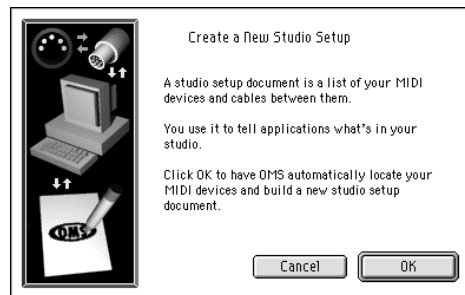 Create a New Studio Setup
A studio setup document is a list of your MIDI
devices and cables between them.
You use it to tell applications what's in your
studio.
Click OK to have OMS automatically locate your
MIDI devices and build a new studio setup
document.
OMS
Cancel
OK